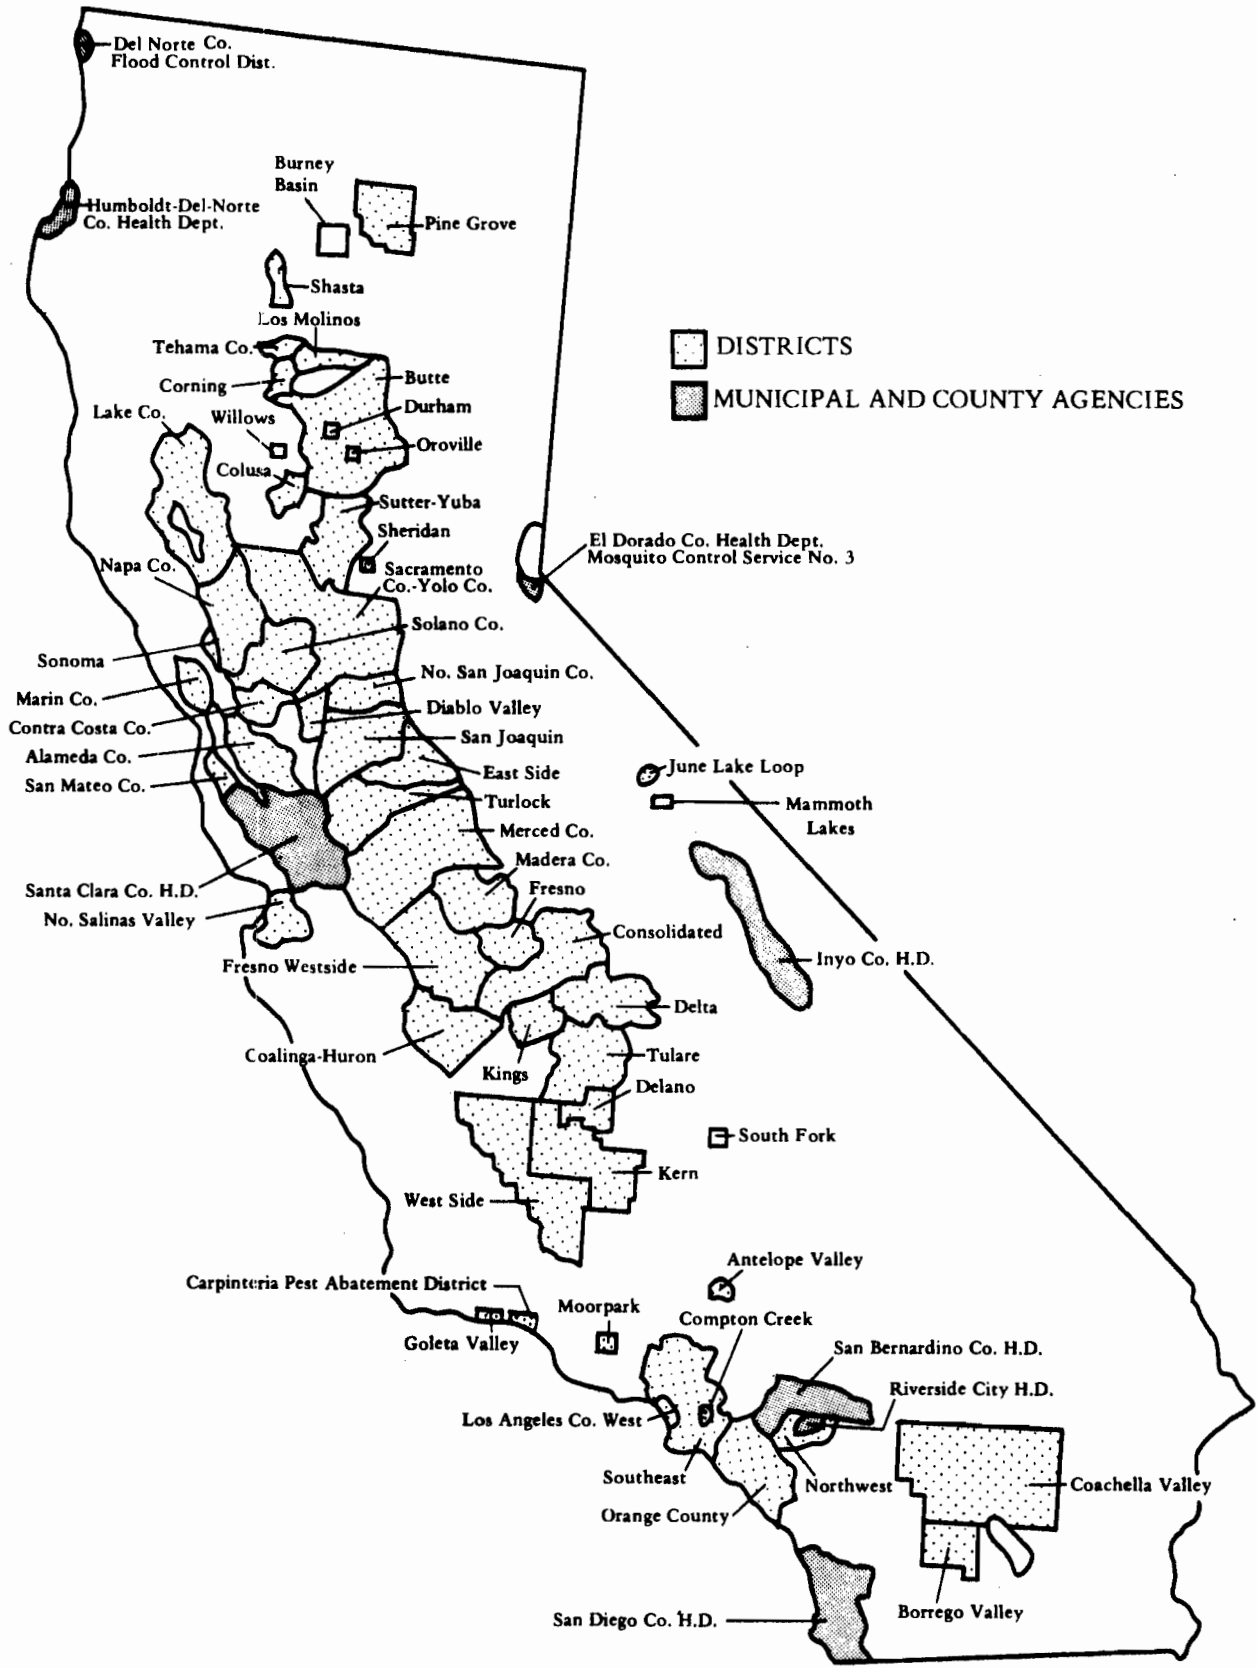 Del Norte Co.
Flood Control Dist.
Burney
Basin
Humboldt-Del-Norte
Co. Health Dept.
Pine Grove
Shasta
Los Molinos
Tehama Co.
Corning
Butte
Lake Co.
Willows
Durham
Oroville
Colusa
Sutter-Yuba
Sheridan
DISTRICTS
MUNICIPAL AND COUNTY AGENCIES
El Dorado Co. Health Dept.
Mosquito Control Service No. 3
Napa Co.
Sacramento
Co.-Yolo Co.
Solano Co.
Sonoma
Marin Co.
No. San Joaquin Co.
Contra Costa Co.
Diablo Valley
Alameda Co.
San Joaquin
San Mateo Co.
East Side
June Lake Loop
Turlock
Mammoth
Lakes
Merced Co.
Madera Co.
Santa Clara Co. H.D.
Fresno
No. Salinas Valley
Consolidated
Fresno Westside
Inyo Co. H.D.
Delta
Coalinga-Huron
Kings
Tulare
Delano
South Fork
Kern
West Side
Antelope Valley
Carpinteria Pest Abatement District
Moorpark
Compton Creek
Goleta Valley
San Bernardino Co. H.D.
Riverside City H.D.
Los Angeles Co. West
Southeast
Northwest
Coachella Valley
Orange County
Borrego Valley
San Diego Co. H.D.